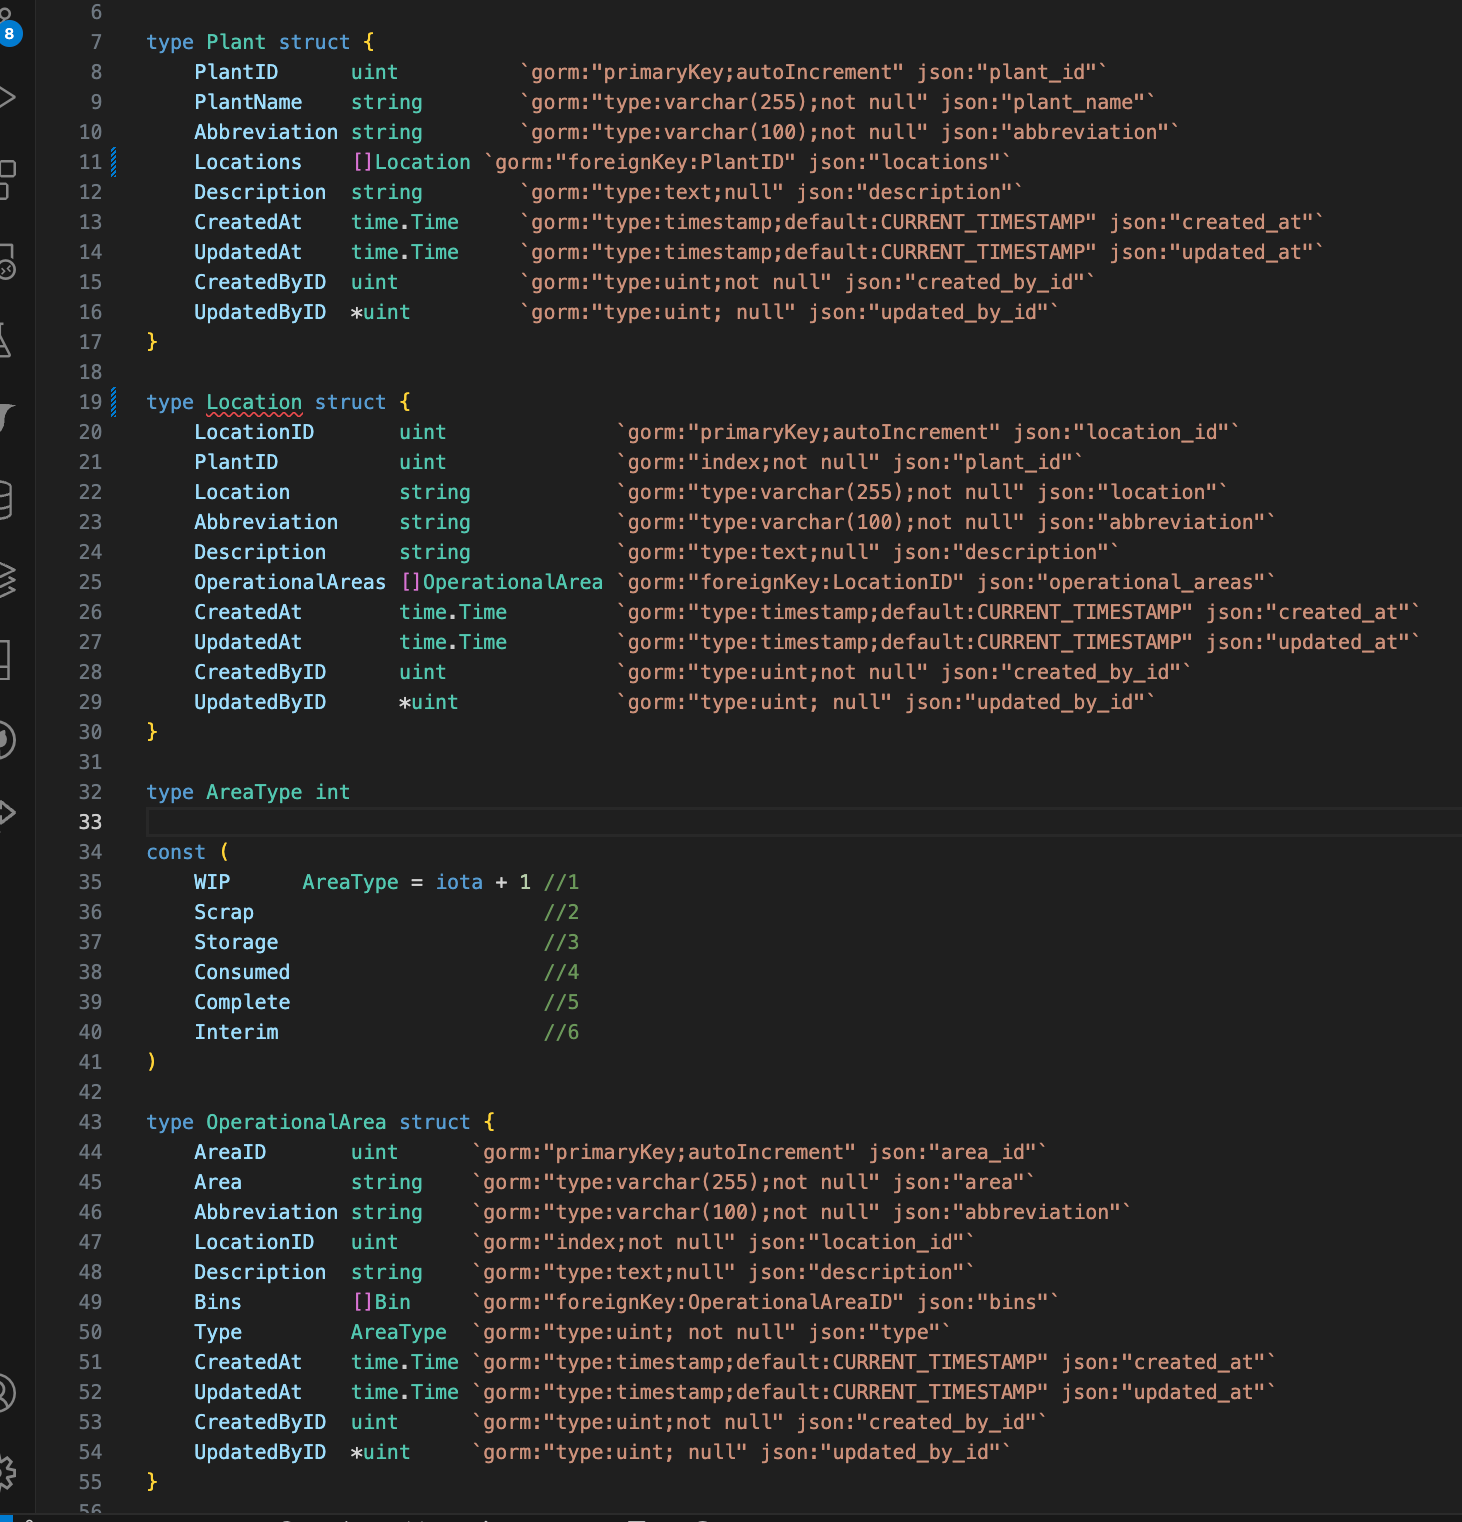 8
6
7 type Plant struct {
8 PlantID uint `gorm:"primaryKey;autoIncrement" json:"plant_id"`
9 PlantName string `gorm:"type:varchar(255);not null" json:"plant_name"`
10 Abbreviation string `gorm:"type:varchar(100);not null" json:"abbreviation"`
11 Locations []Location `gorm:"foreignKey:PlantID" json:"locations"`
12 Description string `gorm:"type:text;null" json:"description"`
13 CreatedAt time.Time `gorm:"type:timestamp;default:CURRENT_TIMESTAMP" json:"created_at"`
14 UpdatedAt time.Time `gorm:"type:timestamp;default:CURRENT_TIMESTAMP" json:"updated_at"`
15 CreatedByID uint `gorm:"type:uint;not null" json:"created_by_id"`
16 UpdatedByID *uint `gorm:"type:uint; null" json:"updated_by_id"`
17 }
18
19 type Location struct {
20 LocationID uint `gorm:"primaryKey;autoIncrement" json:"location_id"`
21 PlantID uint `gorm:"index;not null" json:"plant_id"`
22 Location string `gorm:"type:varchar(255);not null" json:"location"`
23 Abbreviation string `gorm:"type:varchar(100);not null" json:"abbreviation"`
24 Description string `gorm:"type:text;null" json:"description"`
25 OperationalAreas []OperationalArea `gorm:"foreignKey:LocationID" json:"operational_areas"`
26 CreatedAt time.Time `gorm:"type:timestamp;default:CURRENT_TIMESTAMP" json:"created_at"`
27 UpdatedAt time.Time `gorm:"type:timestamp;default:CURRENT_TIMESTAMP" json:"updated_at"`
28 CreatedByID uint `gorm:"type:uint;not null" json:"created_by_id"`
29 UpdatedByID *uint `gorm:"type:uint; null" json:"updated_by_id"`
30 }
31
32 type AreaType int
33
34 const (
35 WIP AreaType = iota + 1 //1
36 Scrap //2
37 Storage //3
38 Consumed //4
39 Complete //5
40 Interim //6
41 )
42
43 type OperationalArea struct {
44 AreaID uint `gorm:"primaryKey;autoIncrement" json:"area_id"`
45 Area string `gorm:"type:varchar(255);not null" json:"area"`
46 Abbreviation string `gorm:"type:varchar(100);not null" json:"abbreviation"`
47 LocationID uint `gorm:"index;not null" json:"location_id"`
48 Description string `gorm:"type:text;null" json:"description"`
49 Bins []Bin `gorm:"foreignKey:OperationalAreaID" json:"bins"`
50 Type AreaType `gorm:"type:uint; not null" json:"type"`
51 CreatedAt time.Time `gorm:"type:timestamp;default:CURRENT_TIMESTAMP" json:"created_at"`
52 UpdatedAt time.Time `gorm:"type:timestamp;default:CURRENT_TIMESTAMP" json:"updated_at"`
53 CreatedByID uint `gorm:"type:uint;not null" json:"created_by_id"`
54 UpdatedByID *uint `gorm:"type:uint; null" json:"updated_by_id"`
55 }
56